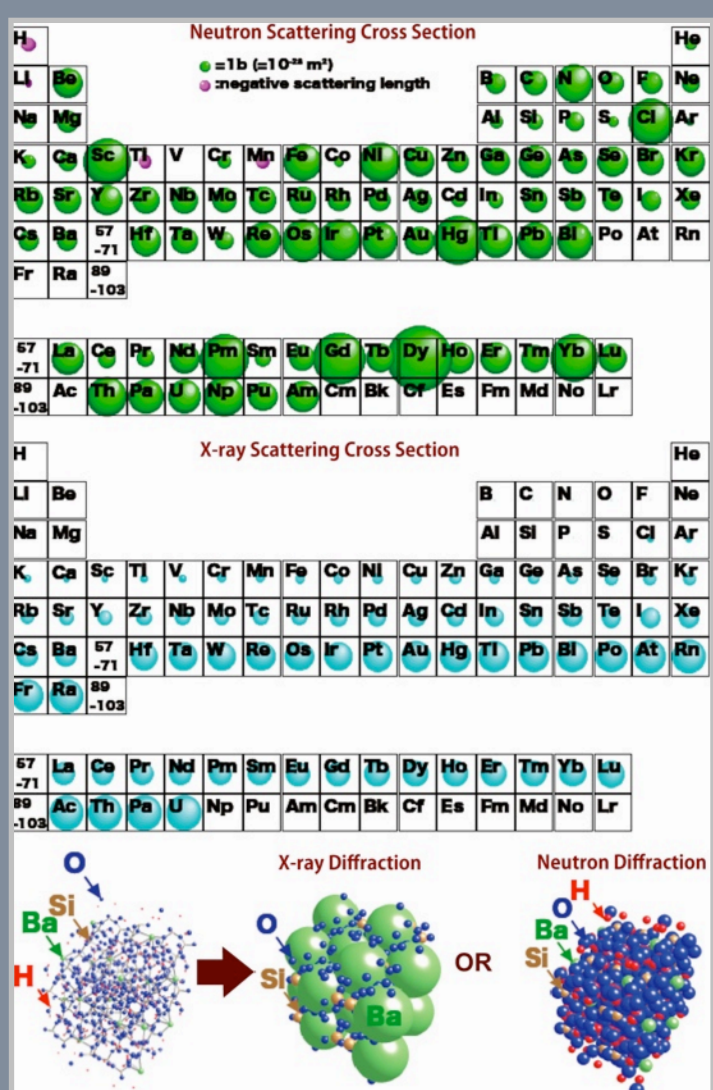 Neutron Scattering Cross Section
H He
=1b (=10⁻²⁸ m²)
:negative scattering length
Li Be B C N O F Ne
Na Mg Al Si P S Cl Ar
K Ca Sc Ti V Cr Mn Fe Co Ni Cu Zn Ga Ge As Se Br Kr
Rb Sr Y Zr Nb Mo Tc Ru Rh Pd Ag Cd In Sn Sb Te I Xe
Cs Ba 57 -71 Hf Ta W Re Os Ir Pt Au Hg Tl Pb Bi Po At Rn
Fr Ra 89 -103
57 -71 La Ce Pr Nd Pm Sm Eu Gd Tb Dy Ho Er Tm Yb Lu
89 -103 Ac Th Pa U Np Pu Am Cm Bk Cf Es Fm Md No Lr
X-ray Scattering Cross Section
H He
Li Be B C N O F Ne
Na Mg Al Si P S Cl Ar
K Ca Sc Ti V Cr Mn Fe Co Ni Cu Zn Ga Ge As Se Br Kr
Rb Sr Y Zr Nb Mo Tc Ru Rh Pd Ag Cd In Sn Sb Te I Xe
Cs Ba 57 -71 Hf Ta W Re Os Ir Pt Au Hg Tl Pb Bi Po At Rn
Fr Ra 89 -103
57 -71 La Ce Pr Nd Pm Sm Eu Gd Tb Dy Ho Er Tm Yb Lu
89 -103 Ac Th Pa U Np Pu Am Cm Bk Cf Es Fm Md No Lr
O
Si
Ba
H
X-ray Diffraction
O
Si
Ba
OR
Neutron Diffraction
H
O
Ba
Si